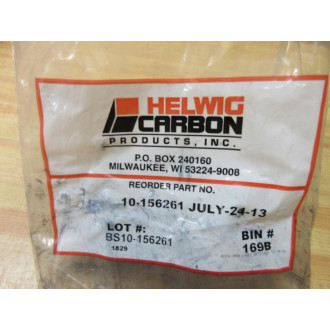 HELWIG
CARBON
PRODUCTS, INC.
P.O. BOX 240160
MILWAUKEE, WI 53224-9008
REORDER PART NO.
10-156261 JULY-24-13
LOT #:
BIN #
BS10-156261
169B
1829